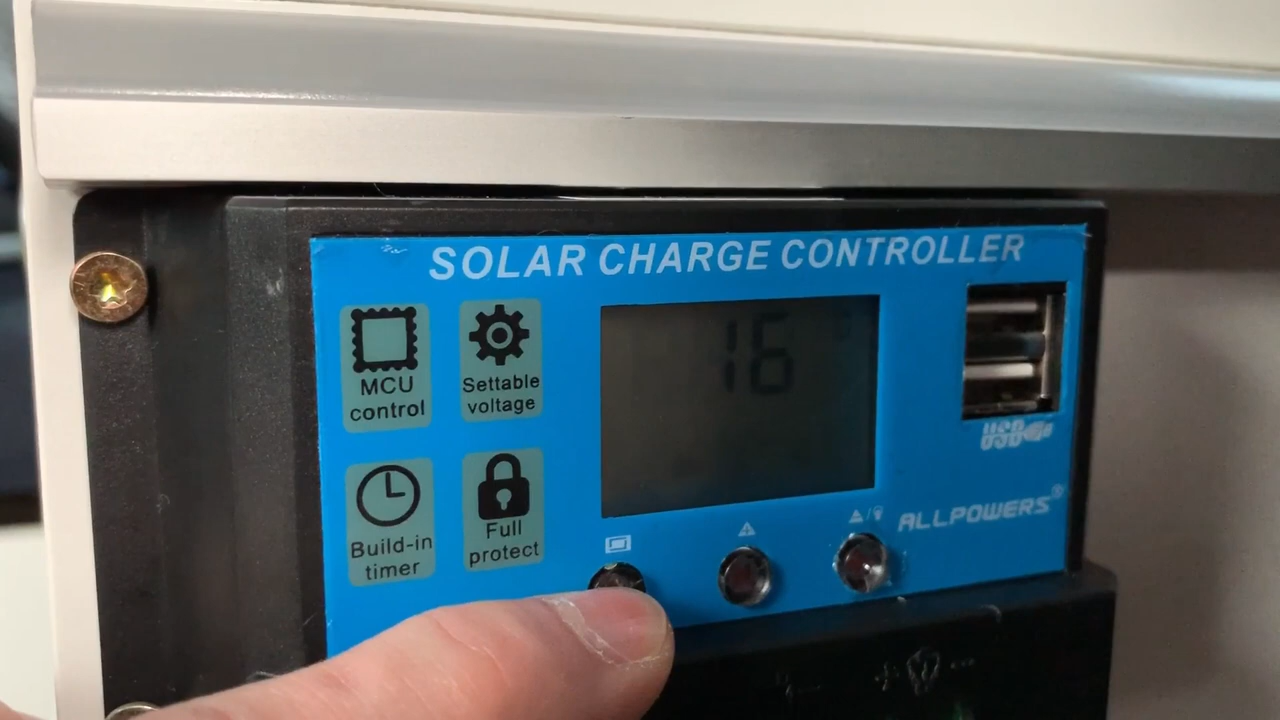 SOLAR CHARGE CONTROLLER
MCU
control
Settable
voltage
16
USB
Build-in
timer
Full
protect
ALLPOWERS®